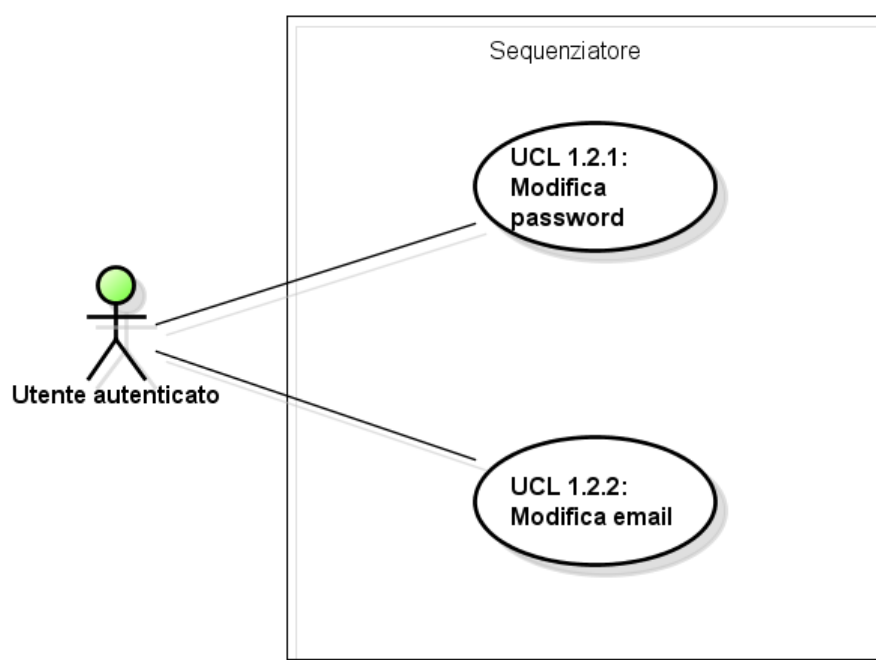 Sequenziatore
UCL 1.2.1:
Modifica
password
Utente autenticato
UCL 1.2.2:
Modifica email